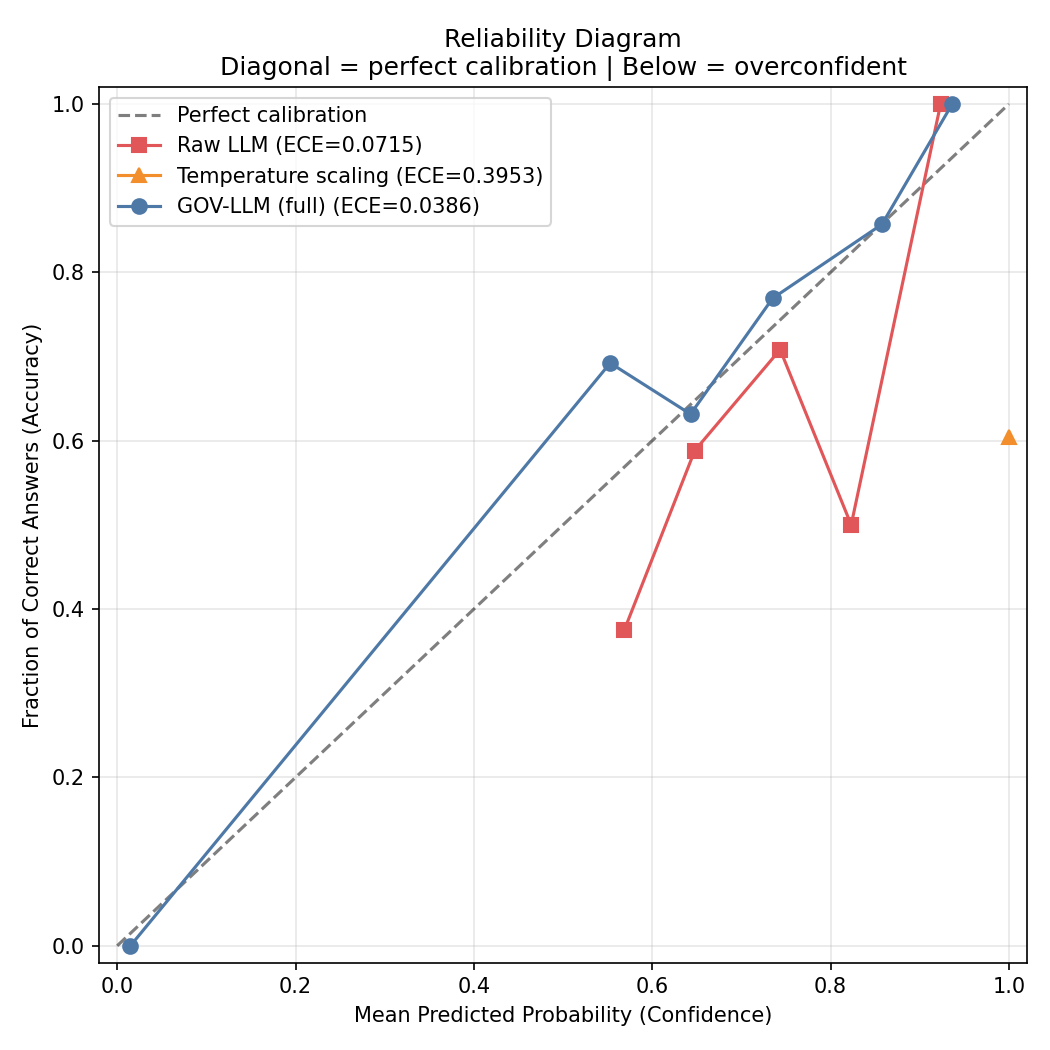 Reliability Diagram
Diagonal = perfect calibration | Below = overconfident
Perfect calibration
Raw LLM (ECE=0.0715)
Temperature scaling (ECE=0.3953)
GOV-LLM (full) (ECE=0.0386)
Fraction of Correct Answers (Accuracy)
1.0
0.8
0.6
0.4
0.2
0.0
0.0 0.2 0.4 0.6 0.8 1.0
Mean Predicted Probability (Confidence)